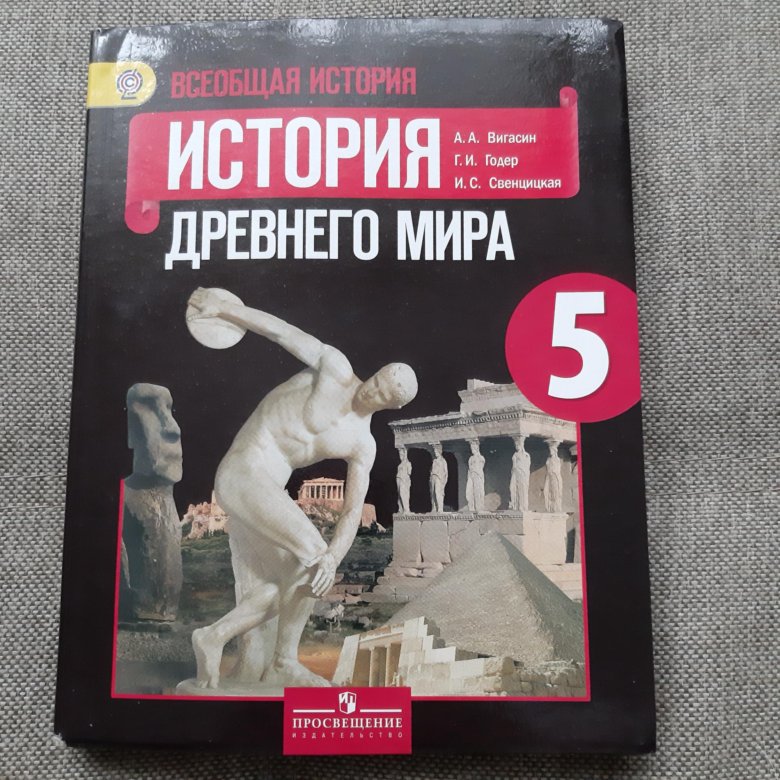 ВСЕОБЩАЯ ИСТОРИЯ
ИСТОРИЯ
ДРЕВНЕГО МИРА
А. А. Вигасин
Г. И. Годер
И. С. Свенцицкая
5
ПРОСВЕЩЕНИЕ
ИЗДАТЕЛЬСТВО